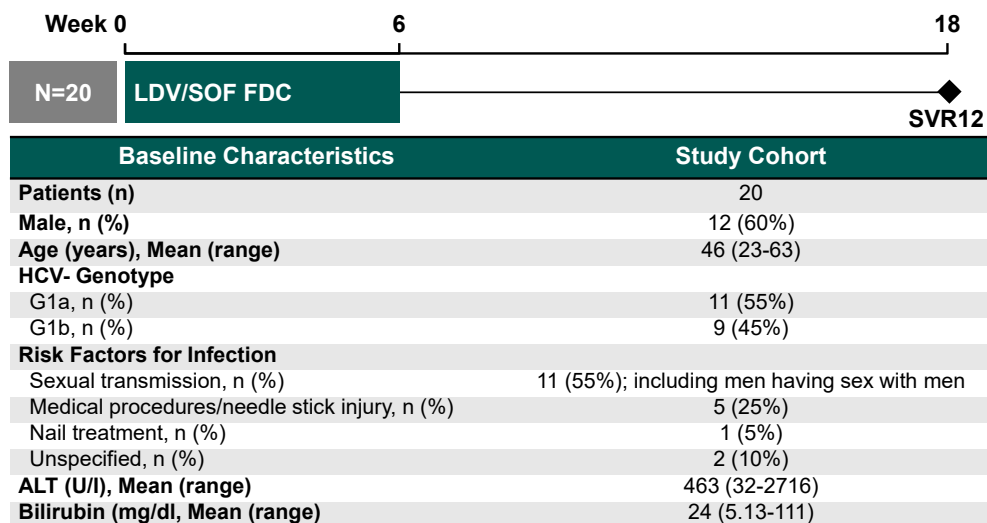 Week 0 6 18
N=20 LDV/SOF FDC
SVR12
Baseline Characteristics Study Cohort
Patients (n) 20
Male, n (%) 12 (60%)
Age (years), Mean (range) 46 (23-63)
HCV- Genotype
G1a, n (%) 11 (55%)
G1b, n (%) 9 (45%)
Risk Factors for Infection
Sexual transmission, n (%) 11 (55%); including men having sex with men
Medical procedures/needle stick injury, n (%) 5 (25%)
Nail treatment, n (%) 1 (5%)
Unspecified, n (%) 2 (10%)
ALT (U/l), Mean (range) 463 (32-2716)
Bilirubin (mg/dl, Mean (range) 24 (5.13-111)